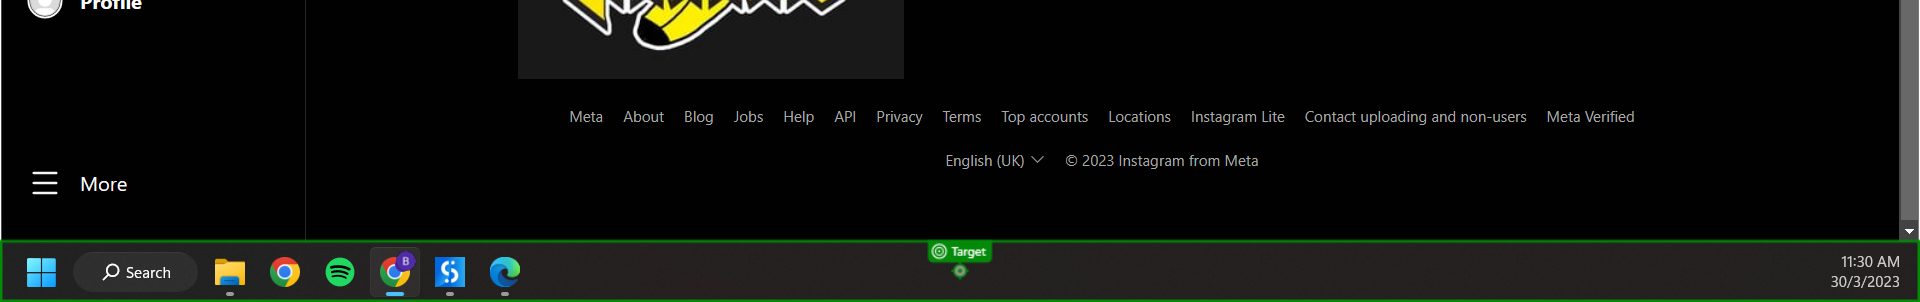 Profile
Meta About Blog Jobs Help API Privacy Terms Top accounts Locations Instagram Lite Contact uploading and non-users Meta Verified
English (UK) © 2023 Instagram from Meta
More
Target
Search
B
11:30 AM
30/3/2023